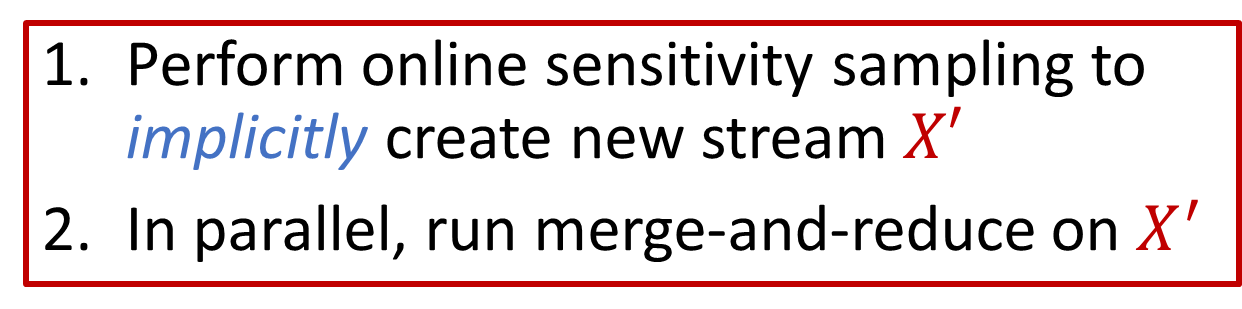 1. Perform online sensitivity sampling to
implicitly create new stream X′
2. In parallel, run merge-and-reduce on X′